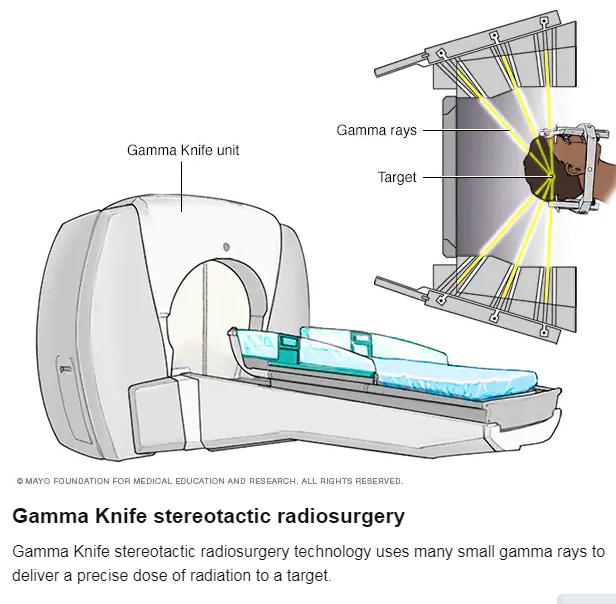 Gamma rays
Gamma Knife unit
Target
© MAYO FOUNDATION FOR MEDICAL EDUCATION AND RESEARCH. ALL RIGHTS RESERVED.
Gamma Knife stereotactic radiosurgery
Gamma Knife stereotactic radiosurgery technology uses many small gamma rays to
deliver a precise dose of radiation to a target.